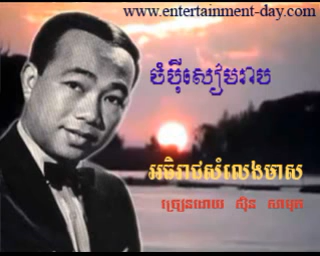 www.entertainment-day.com
ចំប៉ីសៀមរាប
អធិរាជសំលេងមាស
ច្រៀងដោយ ស៊ីន សាមុត